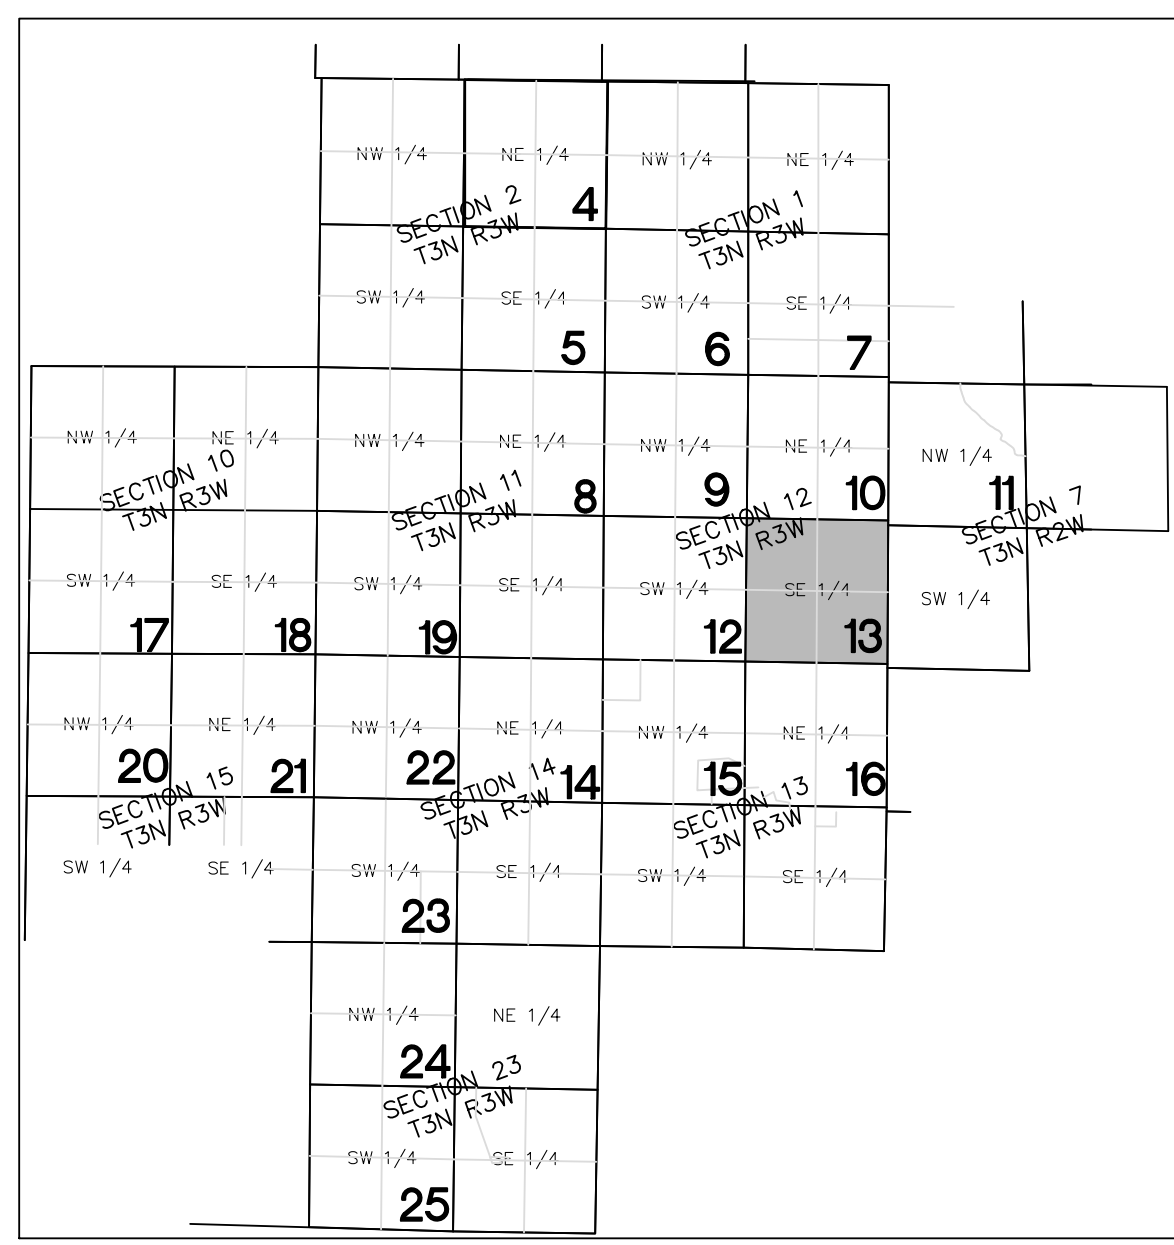 NW 1/4 NE 1/4 NW 1/4 NE 1/4
4
SECTION 2
T3N R3W
SECTION 1
T3N R3W
SW 1/4 SE 1/4 SW 1/4 SE 1/4
5 6 7
NW 1/4 NE 1/4 NW 1/4 NE 1/4 NW 1/4 NE 1/4 NW 1/4
8 9 10 11
SECTION 10
T3N R3W
SECTION 11
T3N R3W
SECTION 12
T3N R3W
SECTION 7
T3N R2W
SW 1/4 SE 1/4 SW 1/4 SE 1/4 SW 1/4 SE 1/4 SW 1/4
17 18 19 12 13
NW 1/4 NE 1/4 NW 1/4 NE 1/4 NW 1/4 NE 1/4
20 21 22 14 15 16
SECTION 15
T3N R3W
SECTION 14
T3N R3W
SECTION 13
T3N R3W
SW 1/4 SE 1/4 SW 1/4 SE 1/4 SW 1/4 SE 1/4
23
NW 1/4 NE 1/4
24
SECTION 23
T3N R3W
SW 1/4 SE 1/4
25